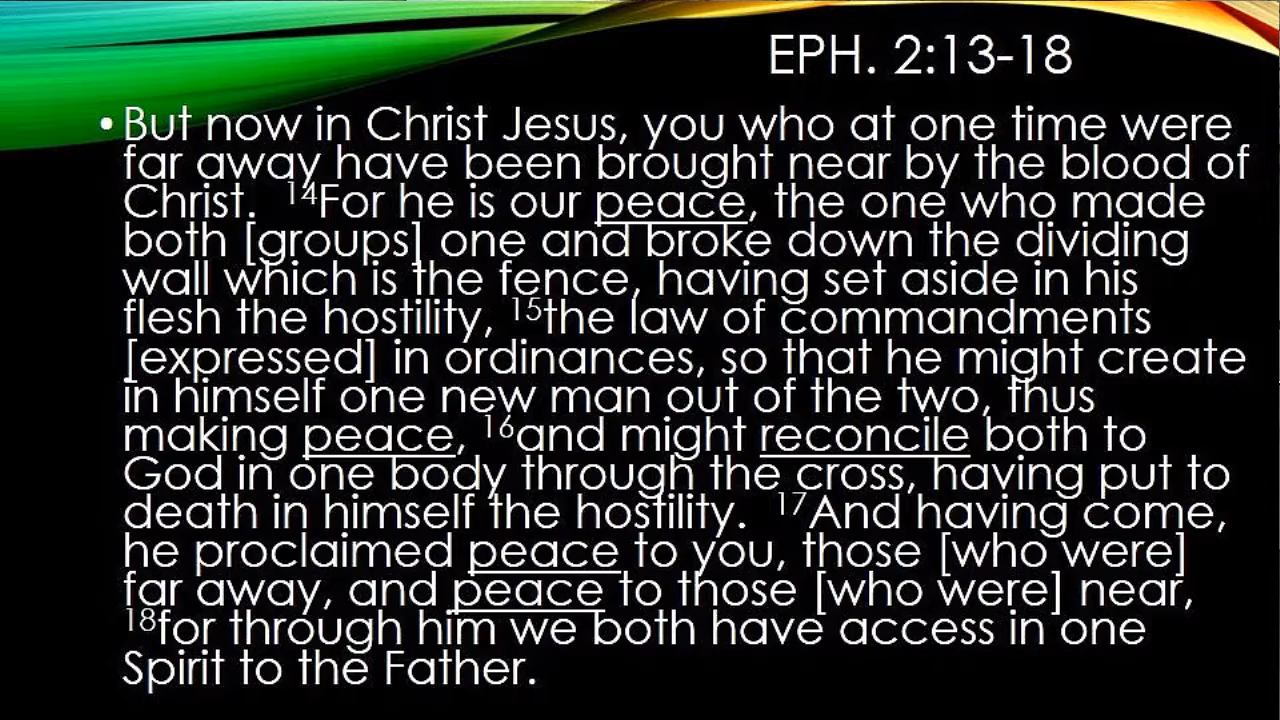 EPH. 2:13-18
• But now in Christ Jesus, you who at one time were
far away have been brought near by the blood of
Christ. ¹⁴For he is our peace, the one who made
both [groups] one and broke down the dividing
wall which is the fence, having set aside in his
flesh the hostility, ¹⁵the law of commandments
[expressed] in ordinances, so that he might create
in himself one new man out of the two, thus
making peace, ¹⁶and might reconcile both to
God in one body through the cross, having put to
death in himself the hostility. ¹⁷And having come,
he proclaimed peace to you, those [who were]
far away, and peace to those [who were] near,
¹⁸for through him we both have access in one
Spirit to the Father.